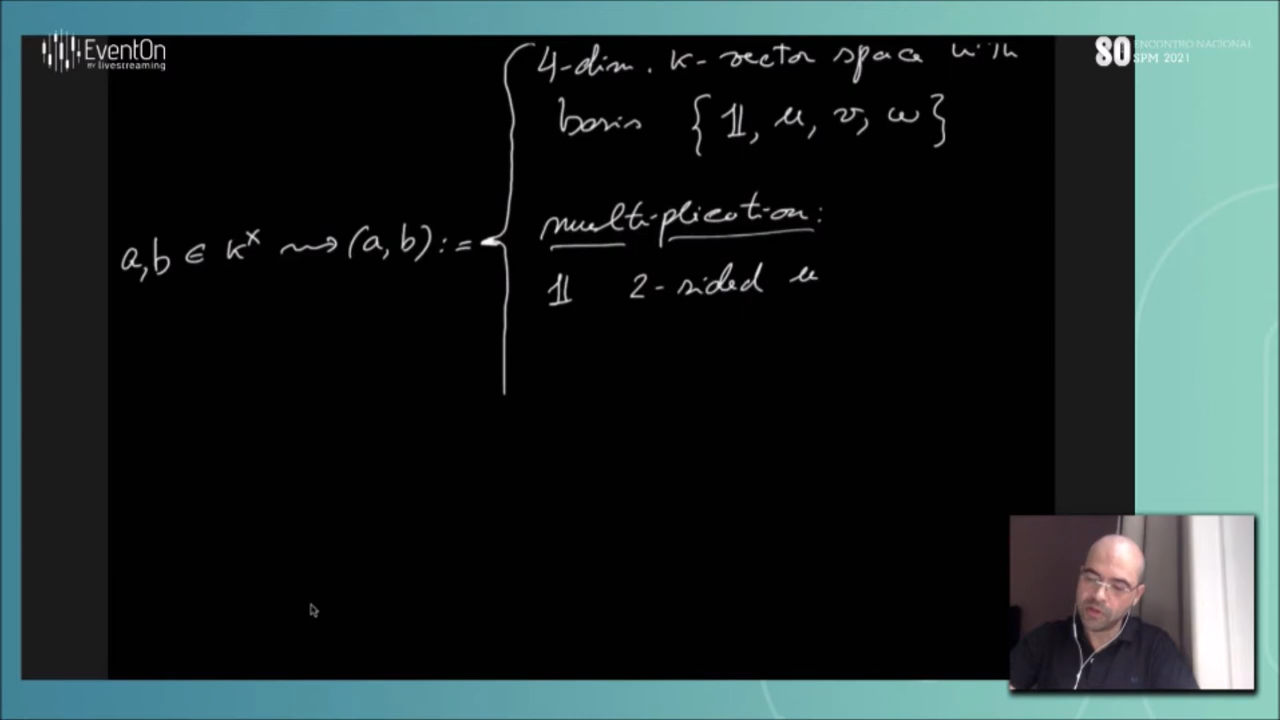 EventOn
BY livestreaming
80 ENCONTRO NACIONAL
SPM 2021
4-dim. k-vector space with
basis {𝟙, u, v, w}
multiplication:
a,b ∈ k^× ⇝ (a,b) :=
𝟙 2-sided u